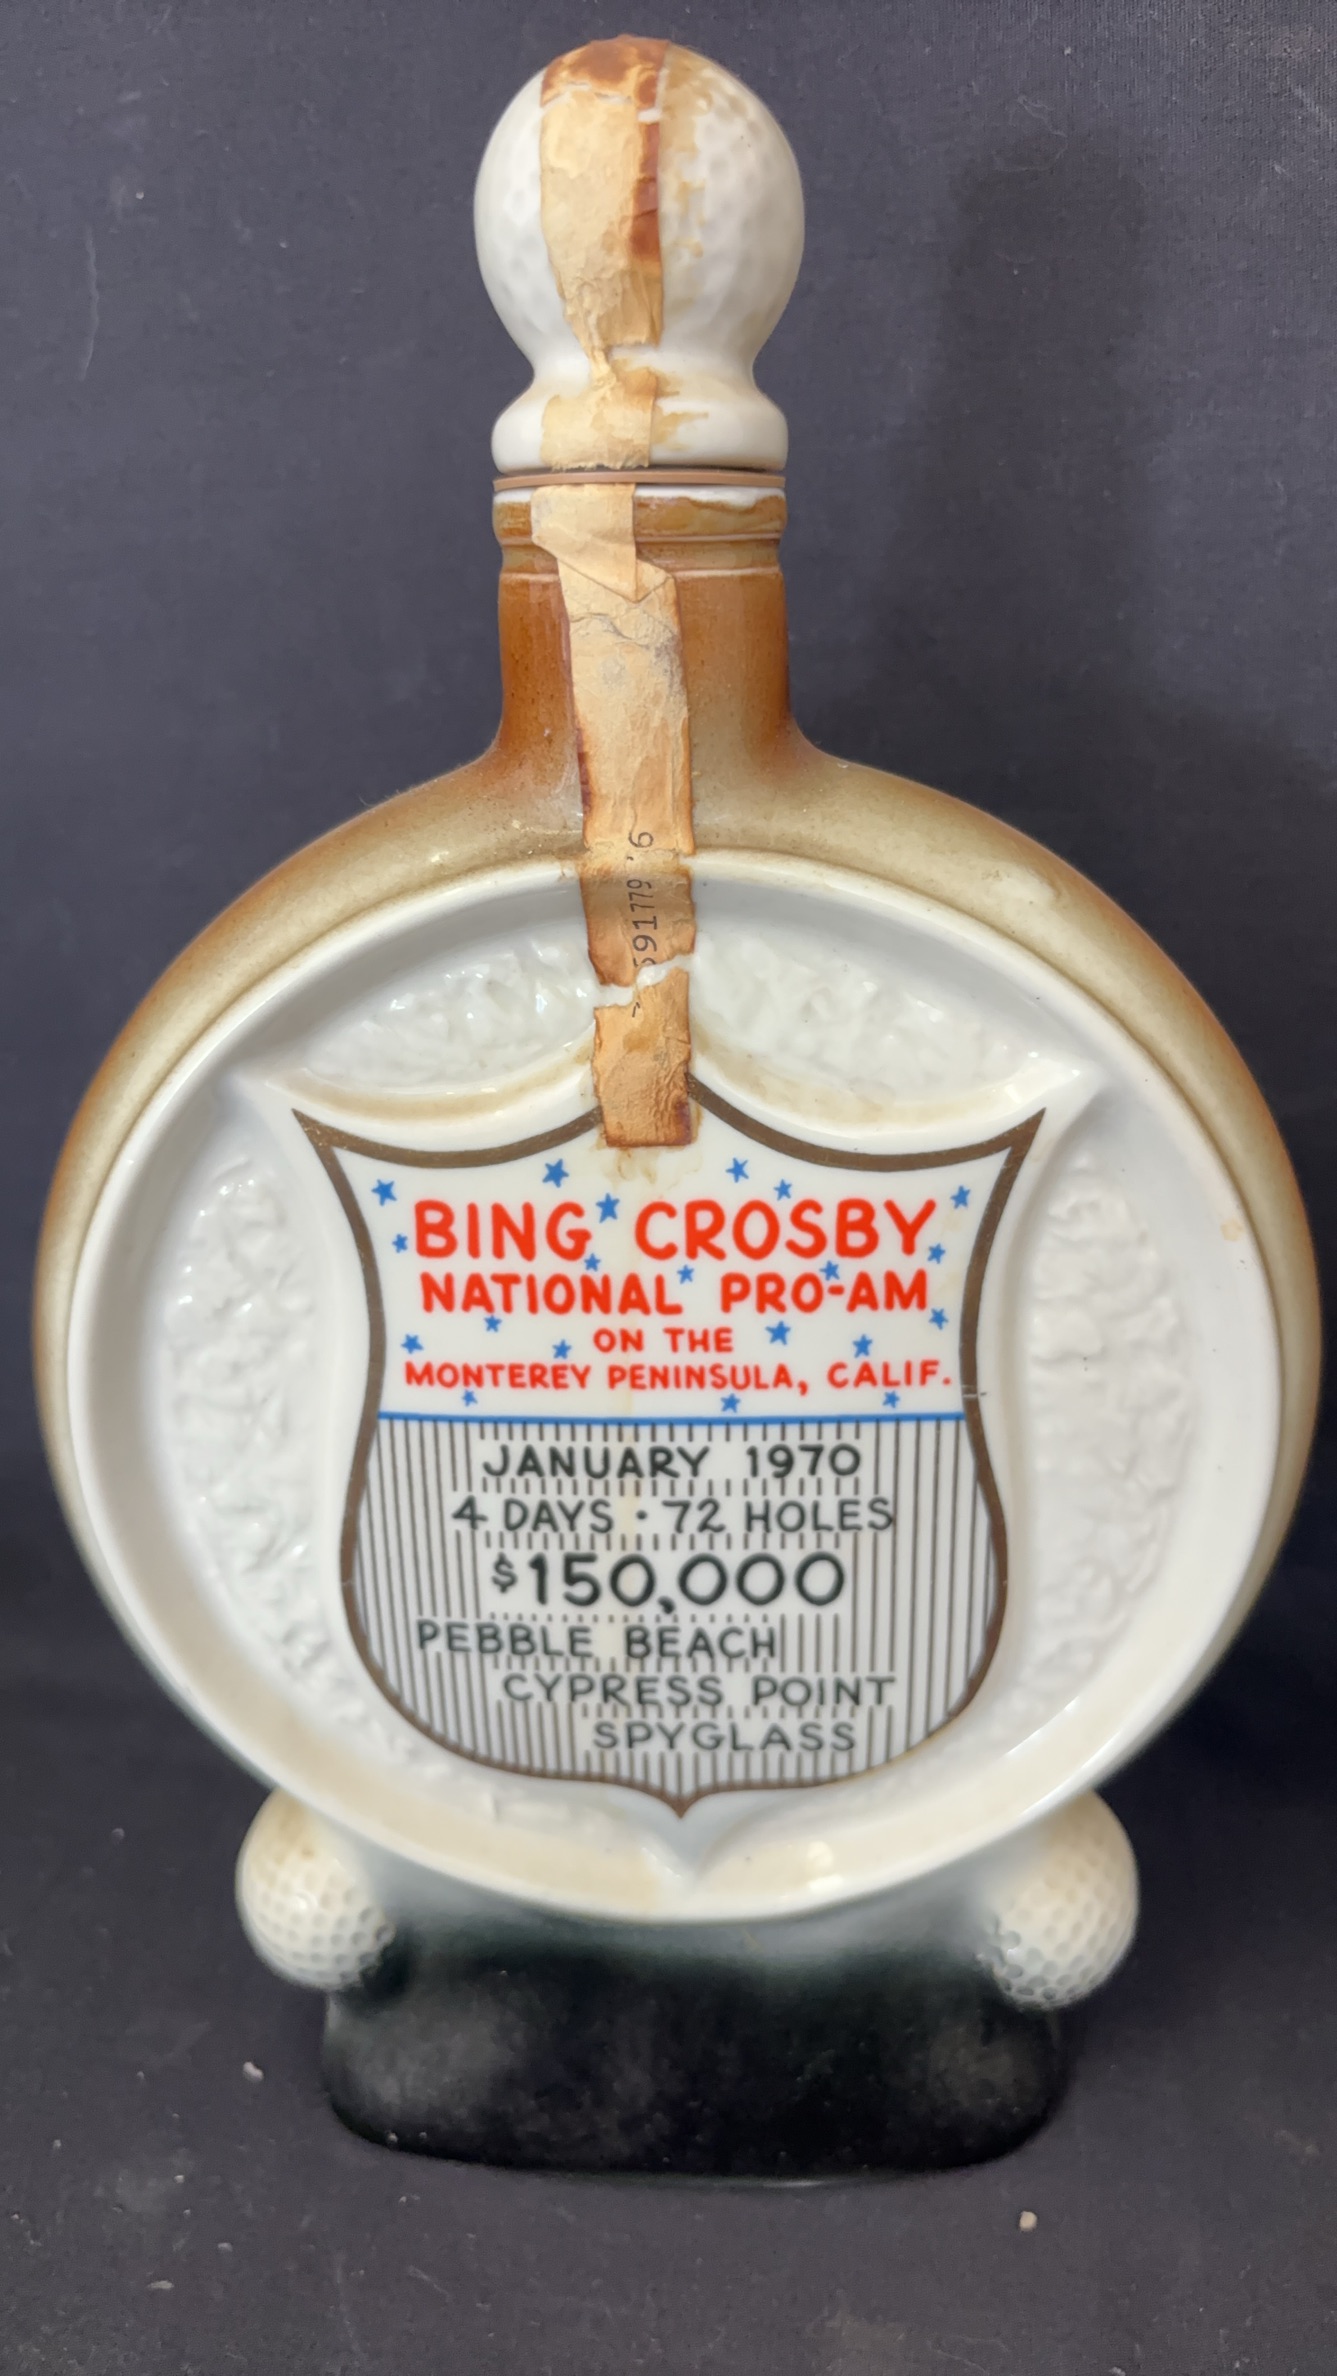 BING CROSBY
NATIONAL PRO-AM
ON THE
MONTEREY PENINSULA, CALIF.
JANUARY 1970
4 DAYS · 72 HOLES
$150,000
PEBBLE BEACH
CYPRESS POINT
SPYGLASS